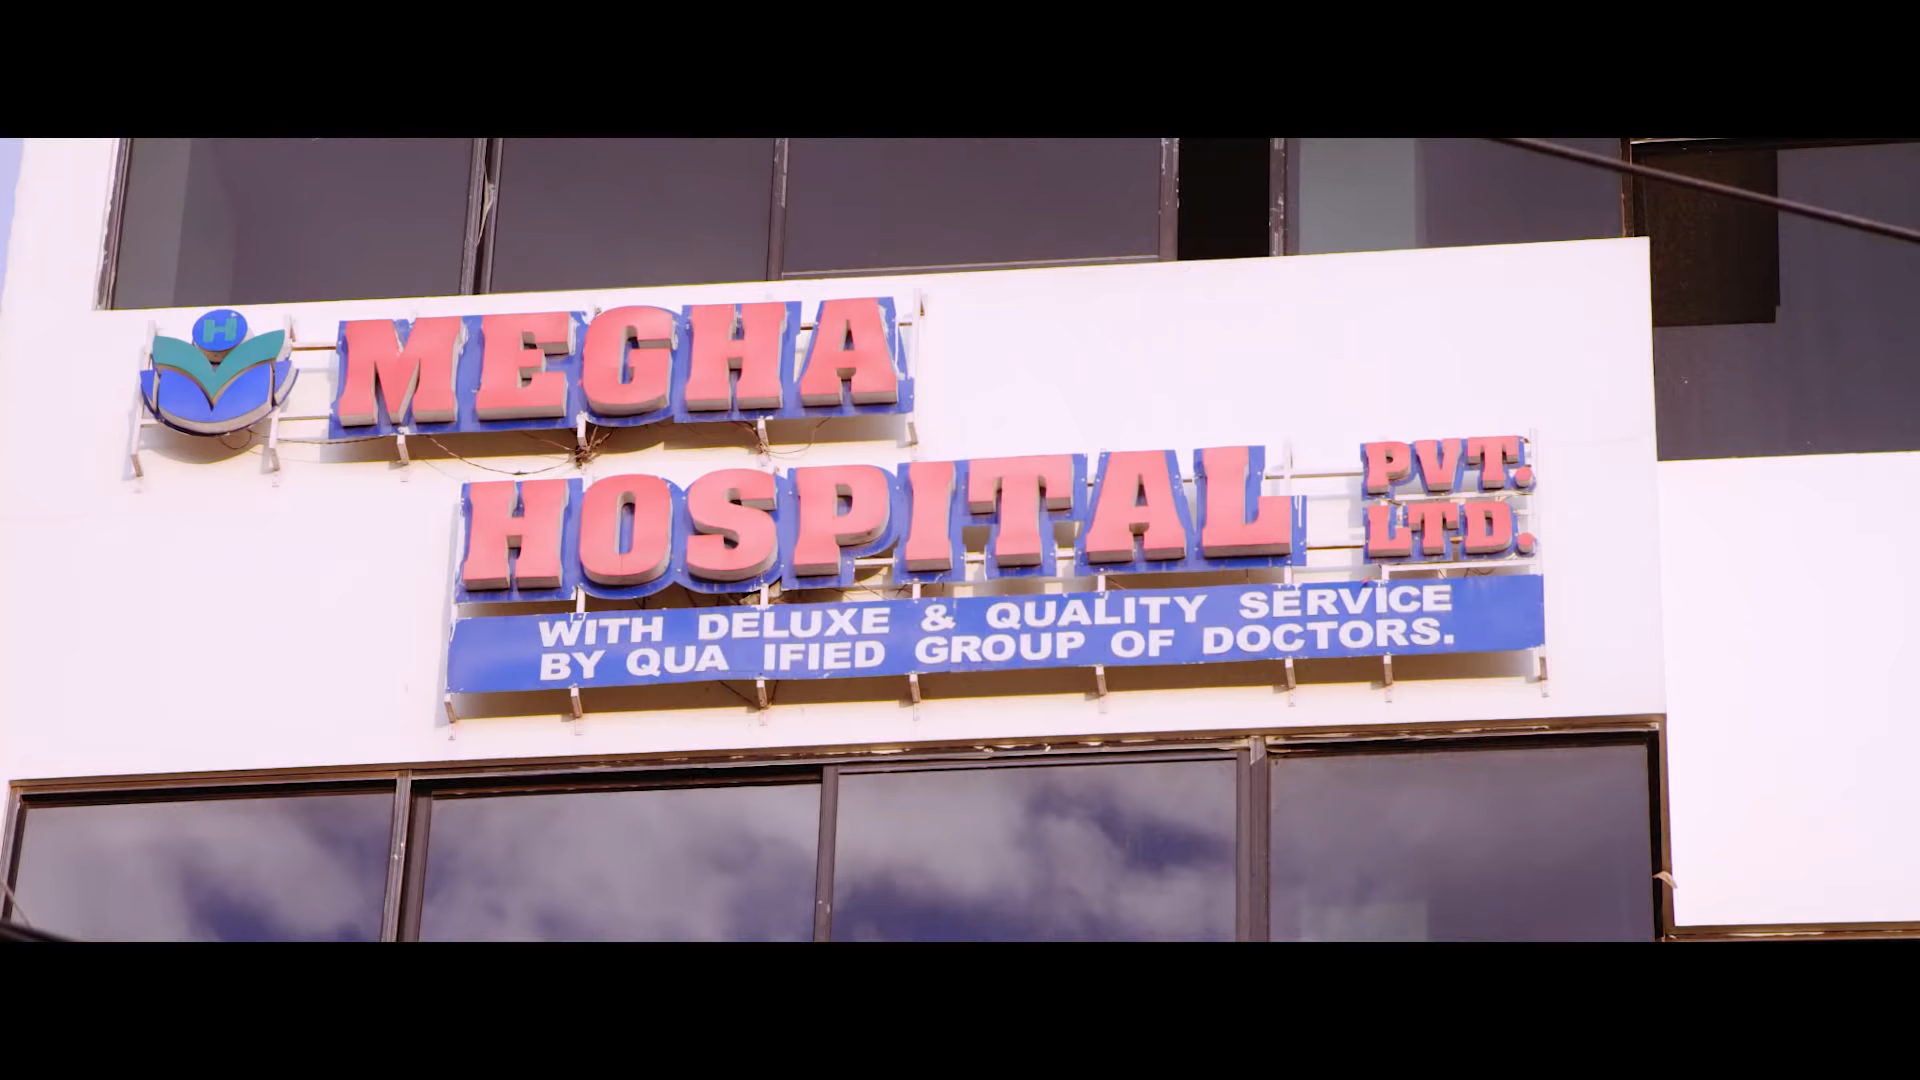 H
MEGHA
HOSPITAL PVT. LTD.
WITH DELUXE & QUALITY SERVICE
BY QUA IFIED GROUP OF DOCTORS.